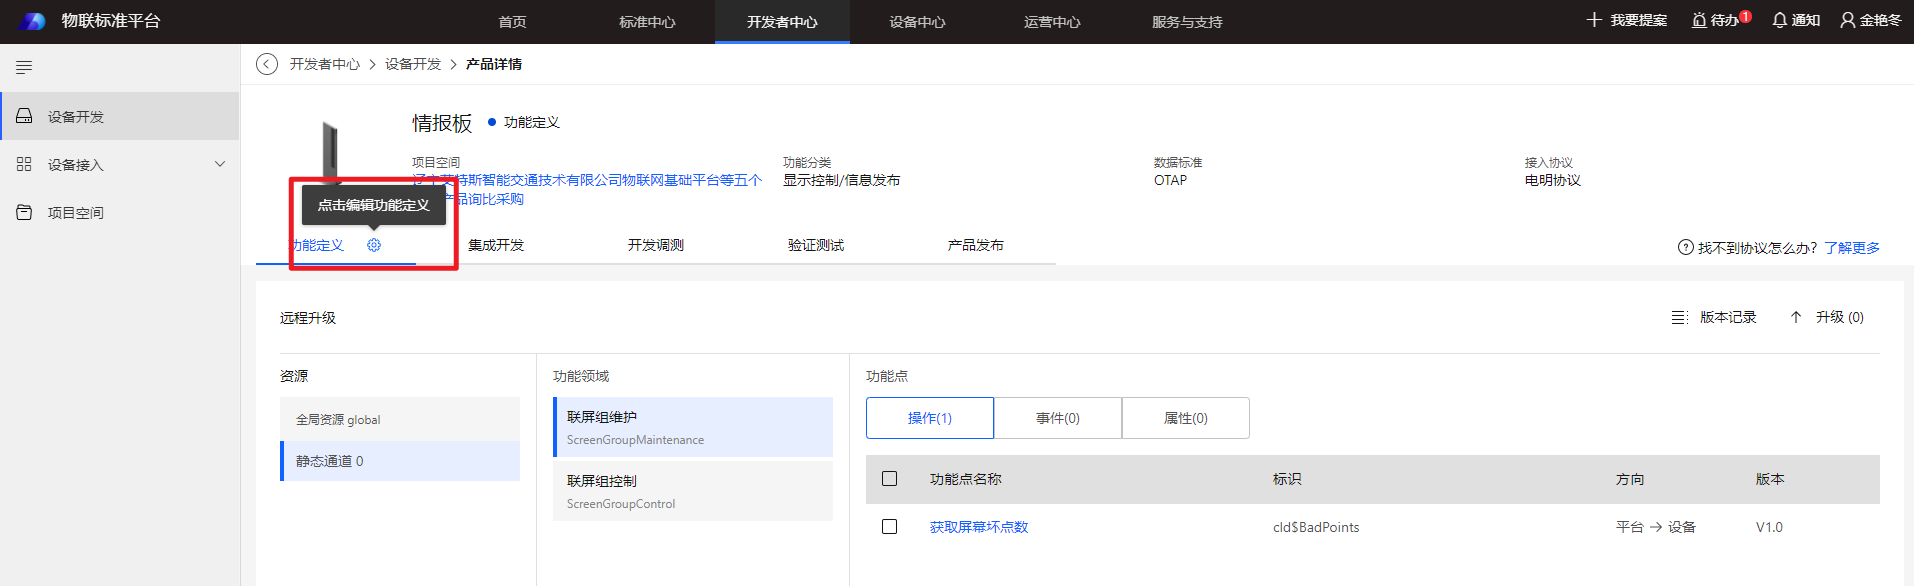 物联标准平台
首页
标准中心
开发者中心
设备中心
运营中心
服务与支持
我要提案
待办
1
通知
金艳冬
设备开发
设备接入
项目空间
开发者中心 > 设备开发 > 产品详情
情报板
功能定义
项目空间
辽宁艾特斯智能交通技术有限公司物联网基础平台等五个
产品询比采购
功能分类
显示控制/信息发布
数据标准
OTAP
接入协议
电明协议
点击编辑功能定义
功能定义
集成开发
开发调测
验证测试
产品发布
找不到协议怎么办? 了解更多
远程升级
版本记录
升级 (0)
资源
全局资源 global
静态通道 0
功能领域
联屏组维护
ScreenGroupMaintenance
联屏组控制
ScreenGroupControl
功能点
操作(1)
事件(0)
属性(0)
功能点名称
标识
方向
版本
获取屏幕坏点数
cld$BadPoints
平台 → 设备
V1.0